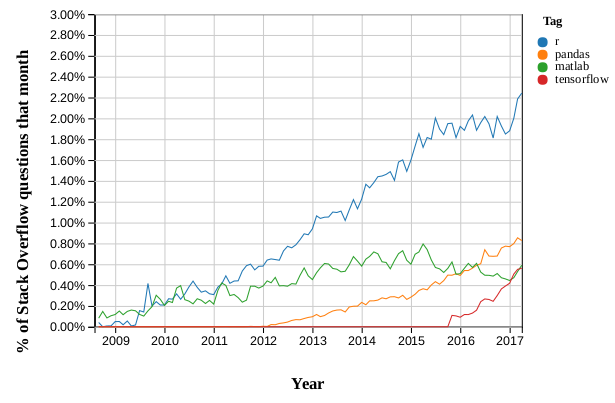 3.00%
2.80%
2.60%
2.40%
2.20%
2.00%
1.80%
1.60%
1.40%
1.20%
1.00%
0.80%
0.60%
0.40%
0.20%
0.00%
% of Stack Overflow questions that month
2009 2010 2011 2012 2013 2014 2015 2016 2017
Year
Tag
r
pandas
matlab
tensorflow